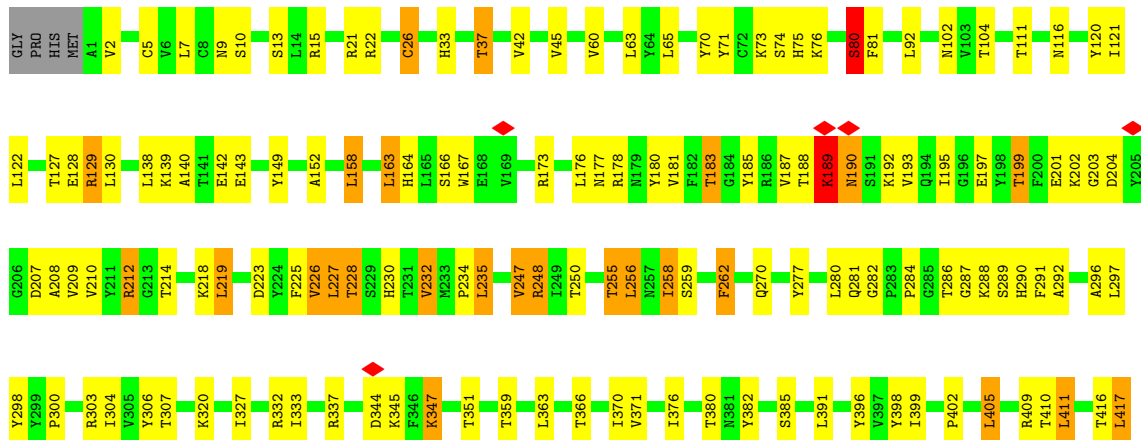 GLY PRO HIS MET A1 V2 C5 V6 L7 C8 N9 S10 S13 L14 R15 R21 R22 C26 H33 T37 V42 V45 V60 L63 Y64 L65 Y70 Y71 C72 K73 S74 H75 K76 S80 F81 L92 N102 V103 T104 T111 N116 Y120 I121
L122 T127 E128 R129 L130 L138 K139 A140 T141 E142 E143 Y149 A152 L158 L163 H164 L165 S166 W167 E168 V169 R173 L176 N177 R178 N179 Y180 V181 F182 T183 G184 Y185 R186 V187 T188 K189 N190 S191 K192 V193 Q194 I195 G196 E197 Y198 T199 F200 E201 K202 G203 D204 Y205
G206 D207 A208 V209 V210 Y211 R212 G213 T214 K218 L219 D223 Y224 F225 V226 L227 T228 S229 H230 T231 V232 M233 P234 L235 V247 R248 I249 T250 T255 L256 N257 I258 S259 F262 Q270 Y277 L280 Q281 G282 P283 P284 G285 T286 G287 K288 S289 H290 F291 A292 A296 L297
Y298 Y299 P300 R303 I304 V305 Y306 T307 K320 I327 R332 I333 R337 D344 K345 F346 K347 T351 T359 L363 T366 I370 V371 I376 T380 N381 Y382 S385 L391 Y396 V397 Y398 I399 P402 L405 R409 T410 L411 T416 L417